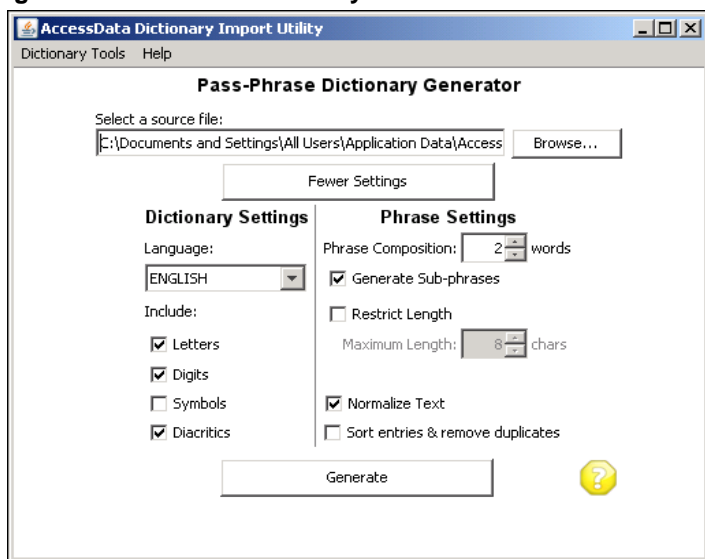 AccessData Dictionary Import Utility
Dictionary Tools Help
Pass-Phrase Dictionary Generator
Select a source file:
C:\Documents and Settings\All Users\Application Data\Access Browse...
Fewer Settings
Dictionary Settings
Language:
ENGLISH
Include:
Letters
Digits
Symbols
Diacritics
Phrase Settings
Phrase Composition: 2 words
Generate Sub-phrases
Restrict Length
Maximum Length: 8 chars
Normalize Text
Sort entries & remove duplicates
Generate
?